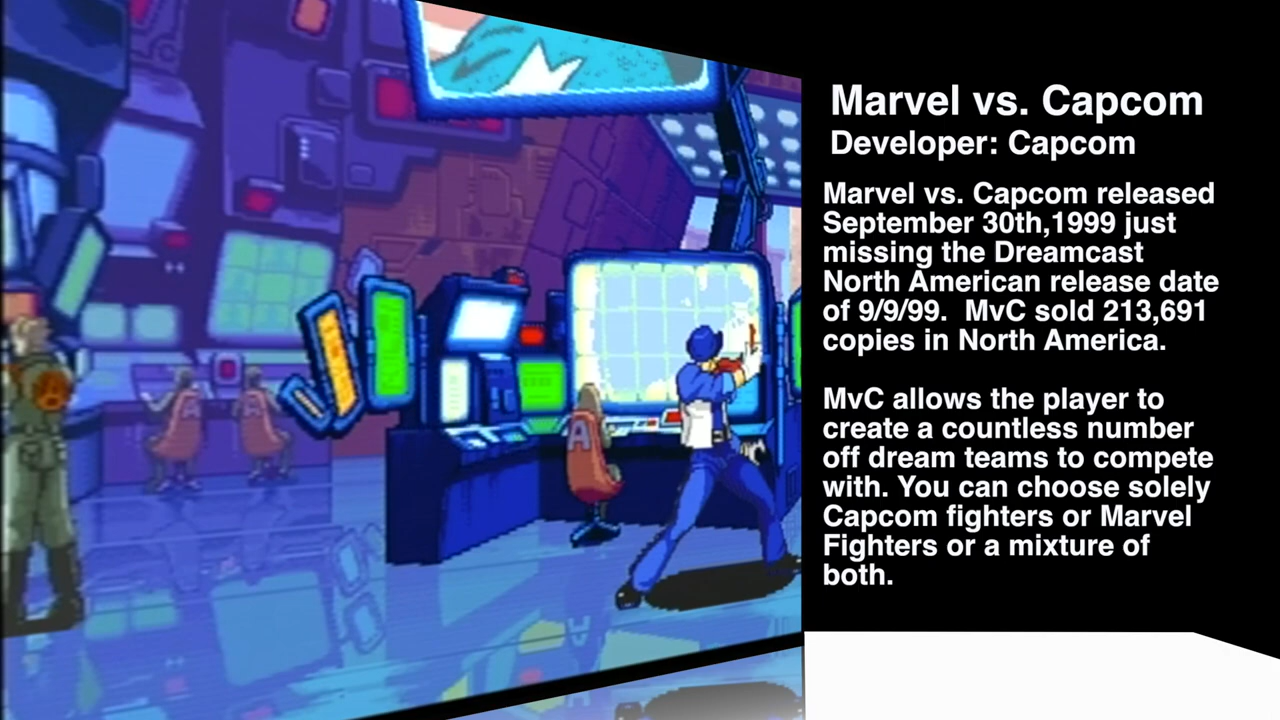 Marvel vs. Capcom
Developer: Capcom
Marvel vs. Capcom released
September 30th,1999 just
missing the Dreamcast
North American release date
of 9/9/99.  MvC sold 213,691
copies in North America.
MvC allows the player to
create a countless number
off dream teams to compete
with. You can choose solely
Capcom fighters or Marvel
Fighters or a mixture of
both.
A
A
A